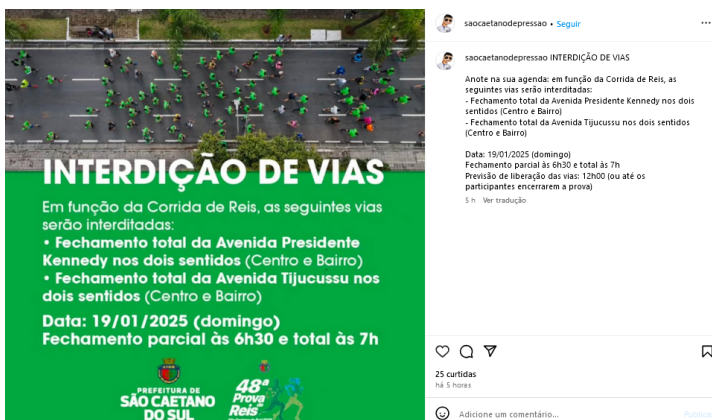 INTERDIÇÃO DE VIAS
Em função da Corrida de Reis, as seguintes vias
serão interditadas:
• Fechamento total da Avenida Presidente
Kennedy nos dois sentidos (Centro e Bairro)
• Fechamento total da Avenida Tijucussu nos
dois sentidos (Centro e Bairro)
Data: 19/01/2025 (domingo)
Fechamento parcial às 6h30 e total às 7h
PREFEITURA DE
SÃO CAETANO
DO SUL
48ª
Prova
Reis
saocaetanodepressao • Seguir
saocaetanodepressao INTERDIÇÃO DE VIAS
Anote na sua agenda: em função da Corrida de Reis, as
seguintes vias serão interditadas:
- Fechamento total da Avenida Presidente Kennedy nos dois
sentidos (Centro e Bairro)
- Fechamento total da Avenida Tijucussu nos dois sentidos
(Centro e Bairro)
Data: 19/01/2025 (domingo)
Fechamento parcial às 6h30 e total às 7h
Previsão de liberação das vias: 12h00 (ou até os
participantes encerrarem a prova)
5 h Ver tradução
25 curtidas
há 5 horas
Adicione um comentário...
Publicar